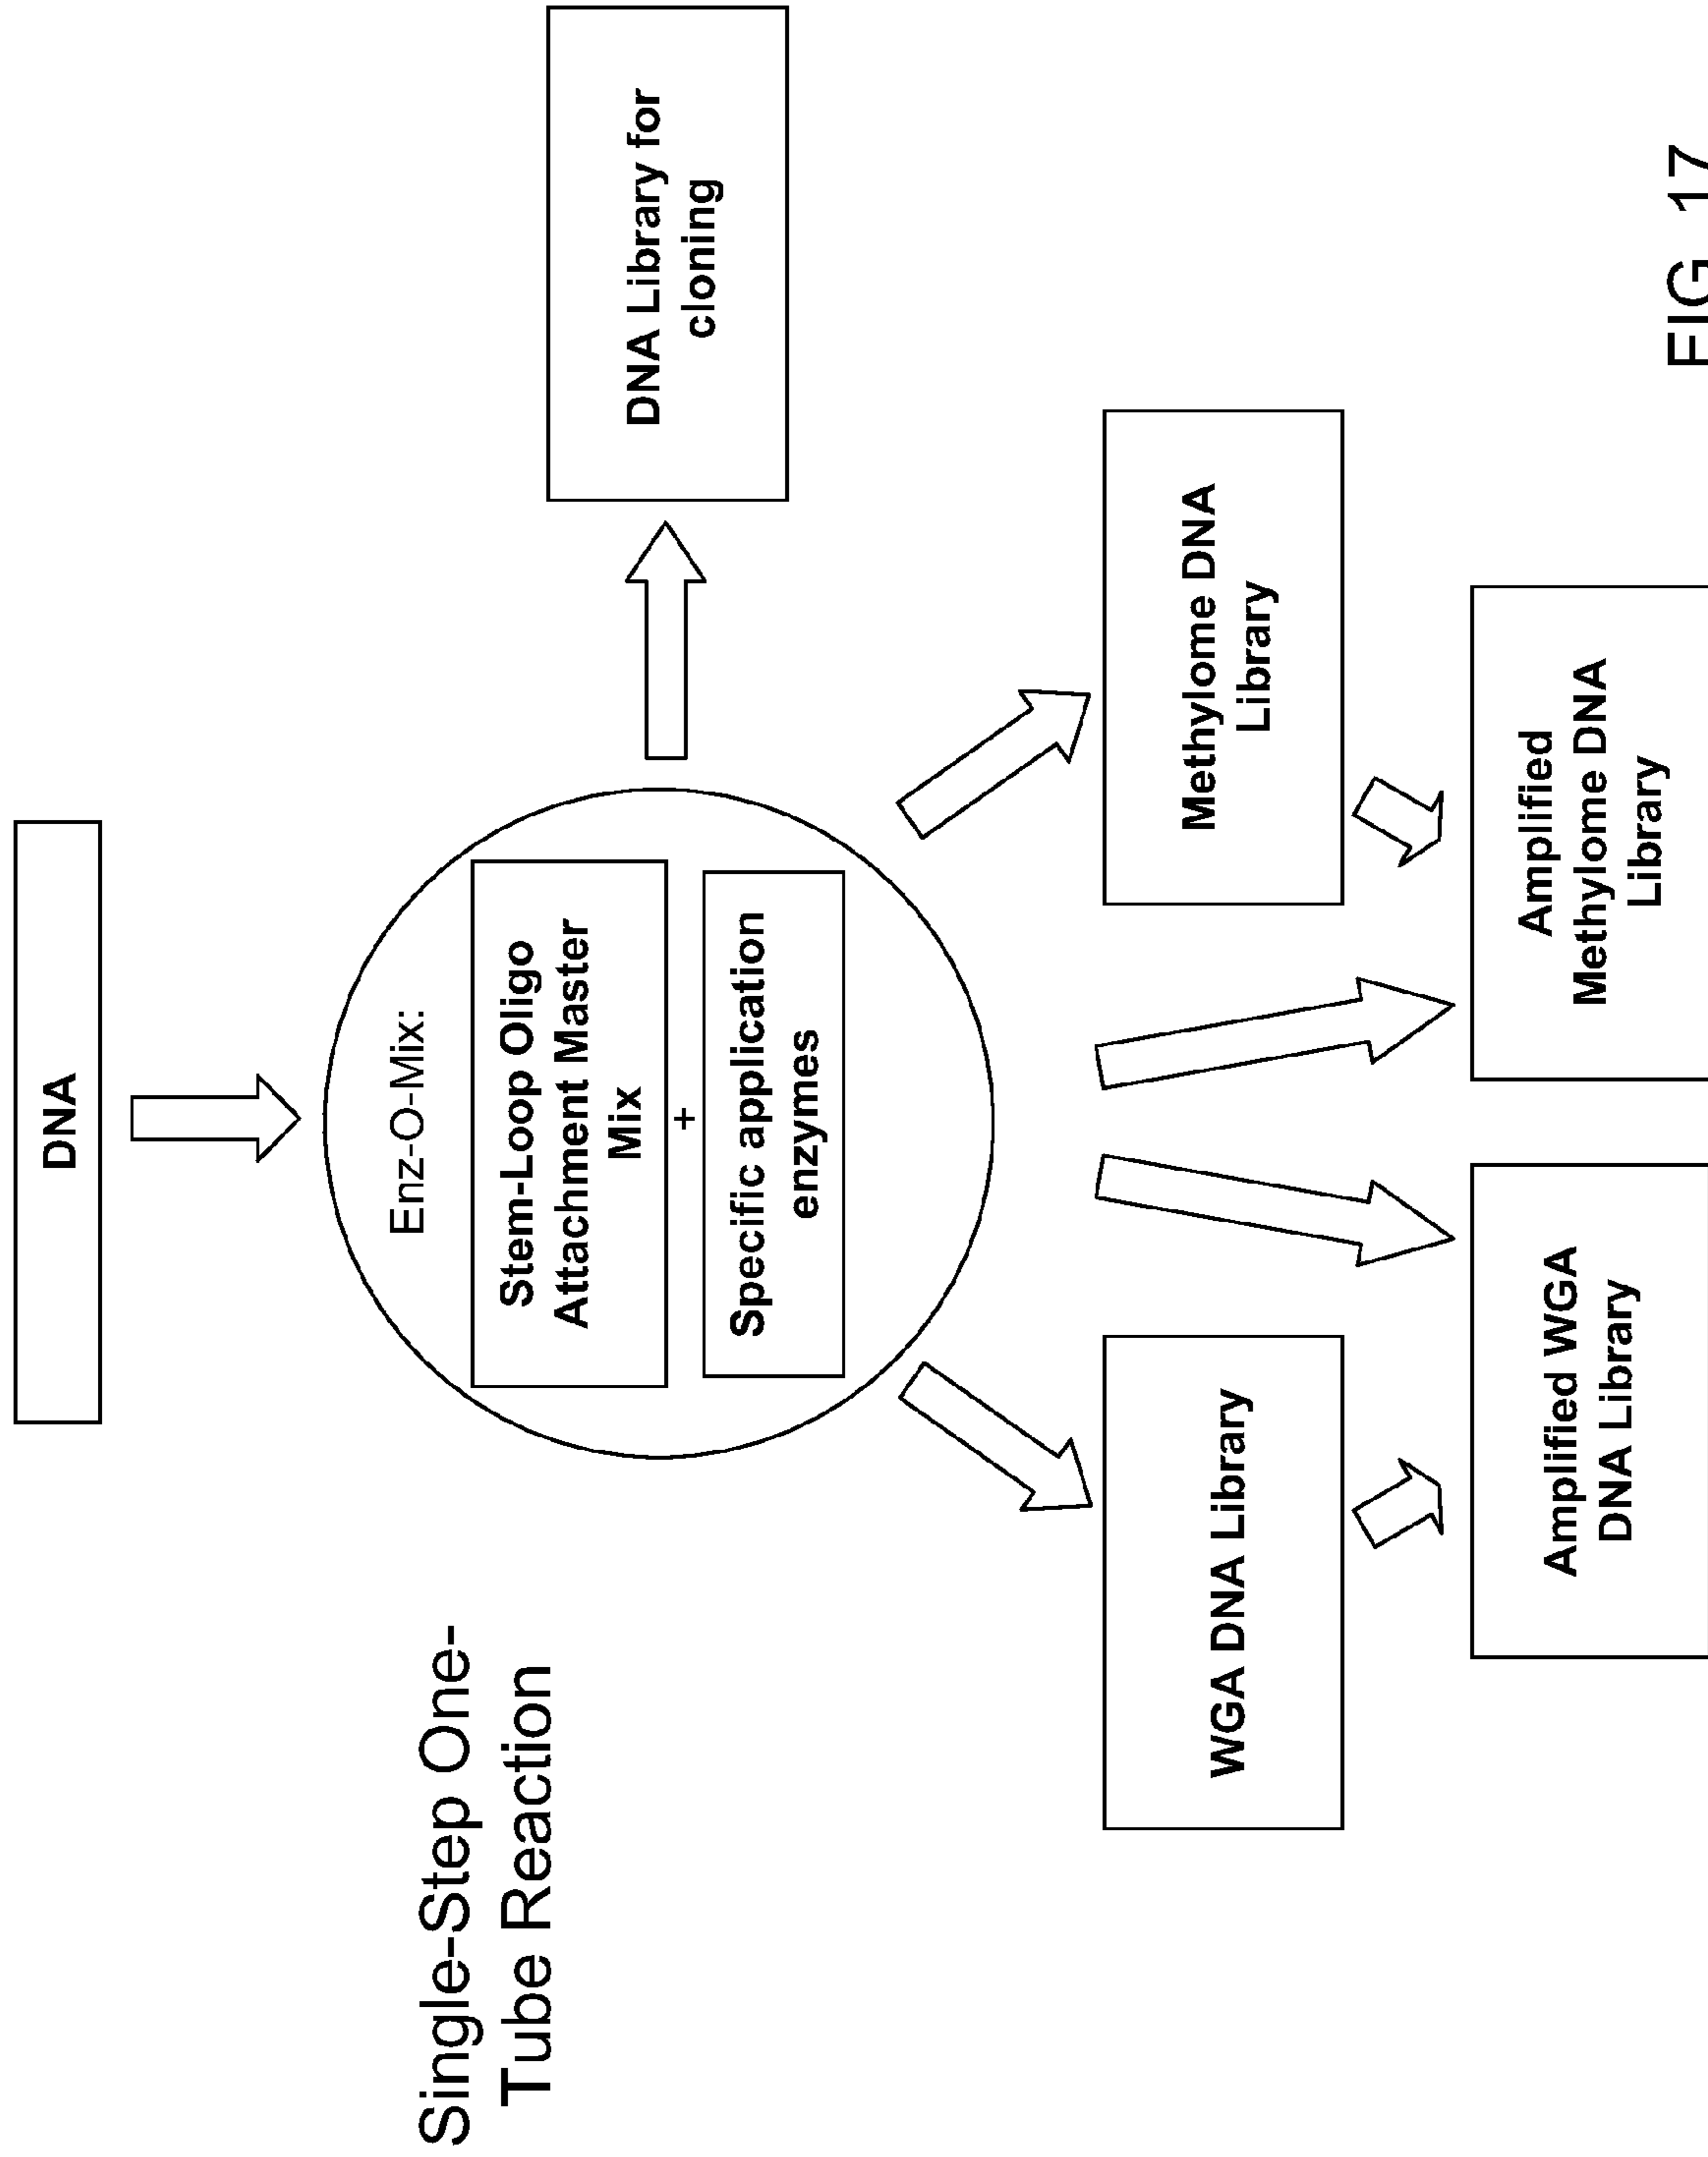 DNA
Single-Step One-
Tube Reaction
Enz-O-Mix:
Stem-Loop Oligo
Attachment Master
Mix
+
Specific application
enzymes
DNA Library for
cloning
WGA DNA Library
Methylome DNA
Library
Amplified WGA
DNA Library
Amplified
Methylome DNA
Library
FIG 17